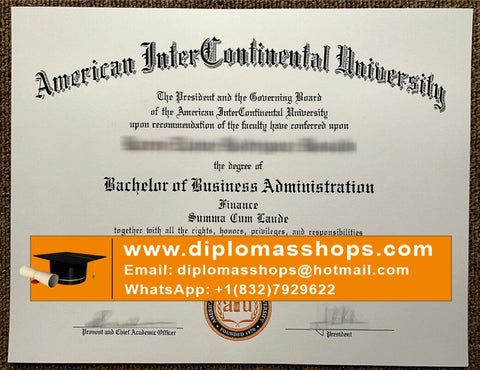 American InterContinental University
The President and the Governing Board
of the American InterContinental University
upon recommendation of the faculty have conferred upon
the degree of
Bachelor of Business Administration
Finance
Summa Cum Laude
together with all the rights, honors, privileges, and responsibilities
www.diplomasshops.com
Email: diplomasshops@hotmail.com
WhatsApp: +1(832)7929622
aiu
FOUNDED 1970
Provost and Chief Academic Officer
President